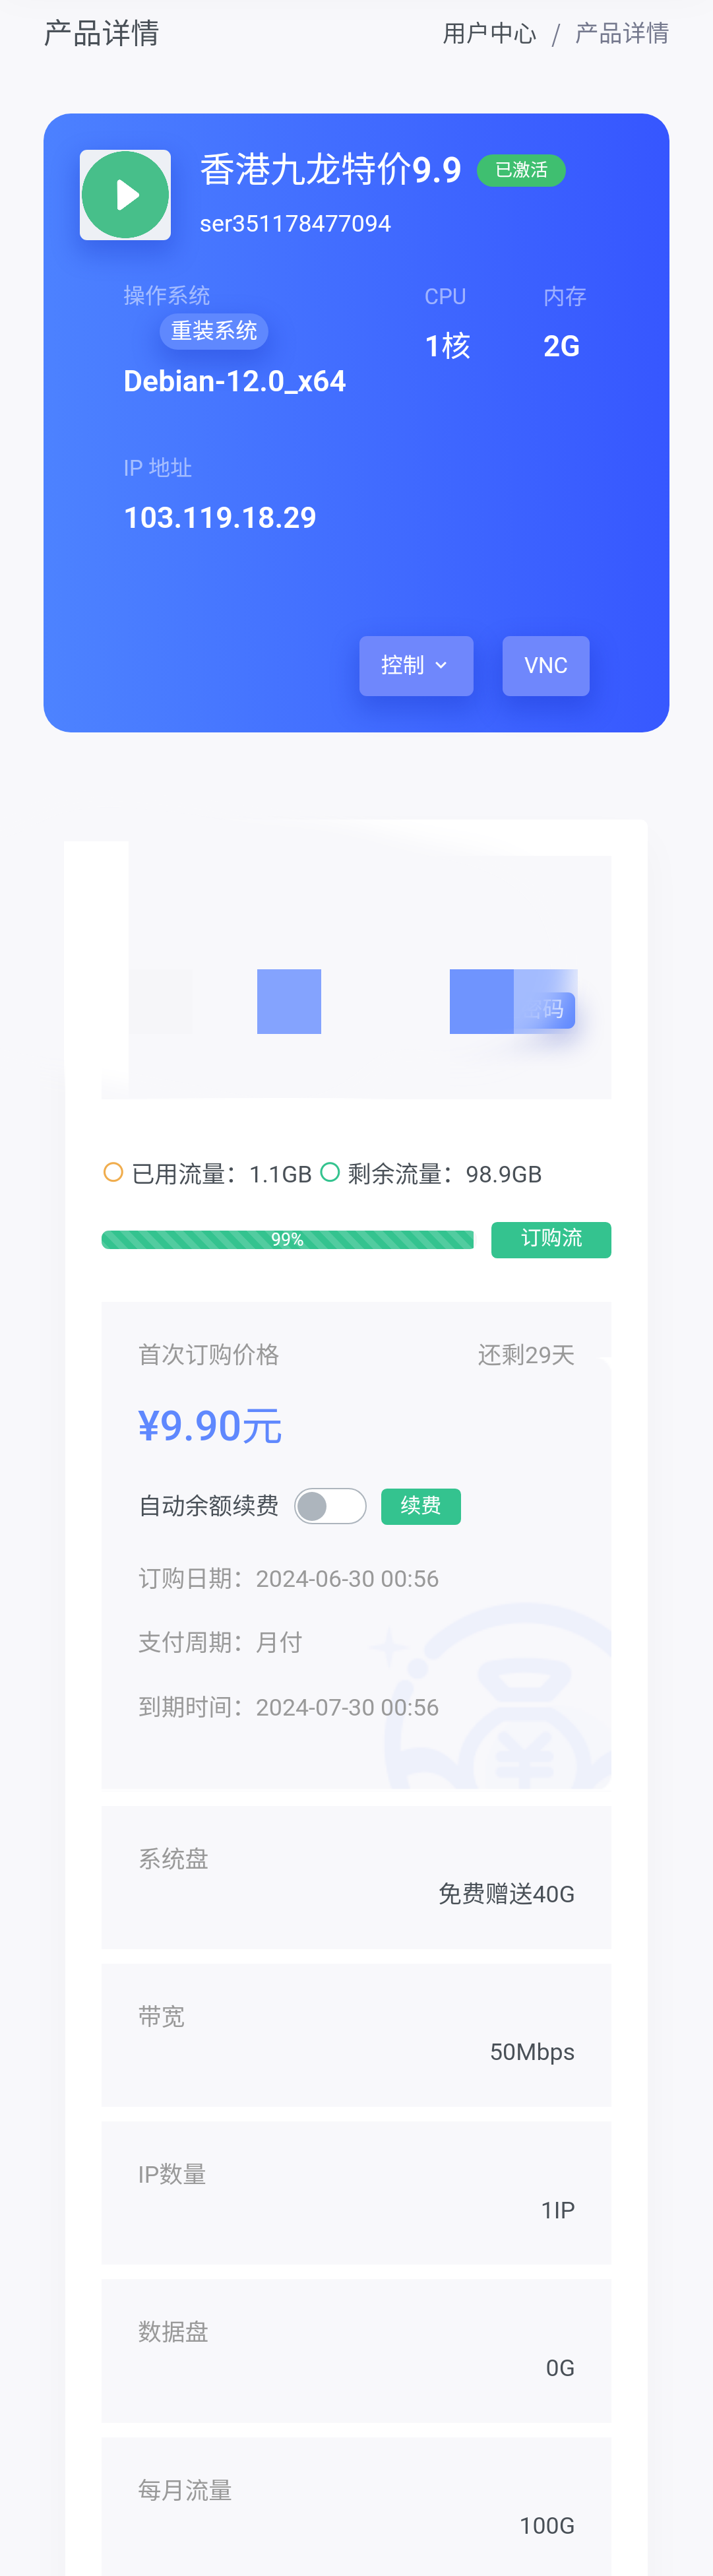 产品详情
用户中心 / 产品详情
香港九龙特价9.9 已激活
ser351178477094
操作系统
重装系统
Debian-12.0_x64
CPU
1核
内存
2G
IP 地址
103.119.18.29
控制
VNC
密码
已用流量：1.1GB 剩余流量：98.9GB
99%
订购流
首次订购价格 还剩29天
¥9.90元
自动余额续费 续费
订购日期：2024-06-30 00:56
支付周期：月付
到期时间：2024-07-30 00:56
系统盘
免费赠送40G
带宽
50Mbps
IP数量
1IP
数据盘
0G
每月流量
100G